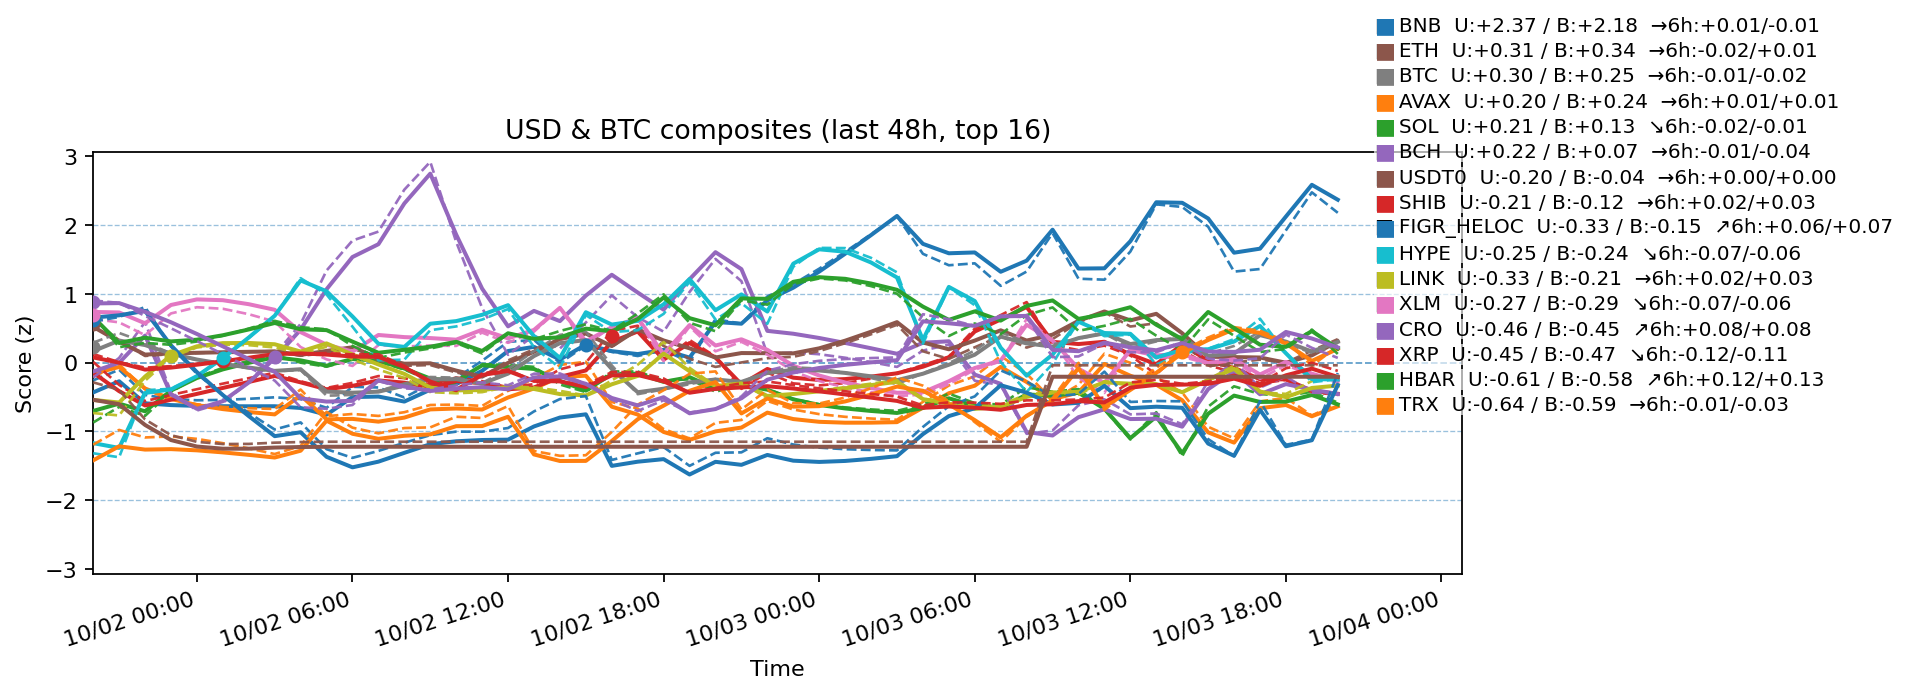 BNB U:+2.37 / B:+2.18 →6h:+0.01/-0.01
ETH U:+0.31 / B:+0.34 →6h:-0.02/+0.01
BTC U:+0.30 / B:+0.25 →6h:-0.01/-0.02
AVAX U:+0.20 / B:+0.24 →6h:+0.01/+0.01
SOL U:+0.21 / B:+0.13 ↘6h:-0.02/-0.01
BCH U:+0.22 / B:+0.07 →6h:-0.01/-0.04
USDT0 U:-0.20 / B:-0.04 →6h:+0.00/+0.00
SHIB U:-0.21 / B:-0.12 →6h:+0.02/+0.03
FIGR_HELOC U:-0.33 / B:-0.15 ↗6h:+0.06/+0.07
HYPE U:-0.25 / B:-0.24 ↘6h:-0.07/-0.06
LINK U:-0.33 / B:-0.21 →6h:+0.02/+0.03
XLM U:-0.27 / B:-0.29 ↘6h:-0.07/-0.06
CRO U:-0.46 / B:-0.45 ↗6h:+0.08/+0.08
XRP U:-0.45 / B:-0.47 ↘6h:-0.12/-0.11
HBAR U:-0.61 / B:-0.58 ↗6h:+0.12/+0.13
TRX U:-0.64 / B:-0.59 →6h:-0.01/-0.03
USD & BTC composites (last 48h, top 16)
Score (z)
3
2
1
0
−1
−2
−3
10/02 00:00
10/02 06:00
10/02 12:00
10/02 18:00
10/03 00:00
10/03 06:00
10/03 12:00
10/03 18:00
10/04 00:00
Time